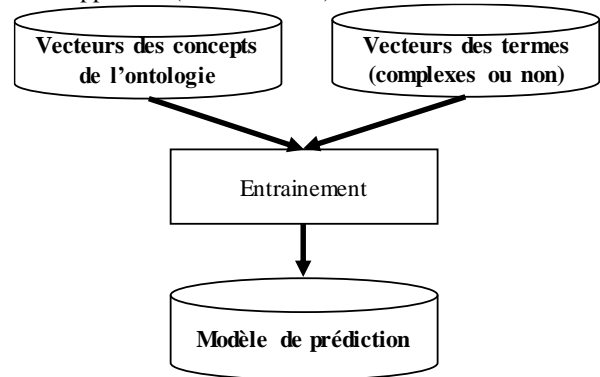 Vecteurs des concepts
de l'ontologie
Vecteurs des termes
(complexes ou non)
Entrainement
Modèle de prédiction